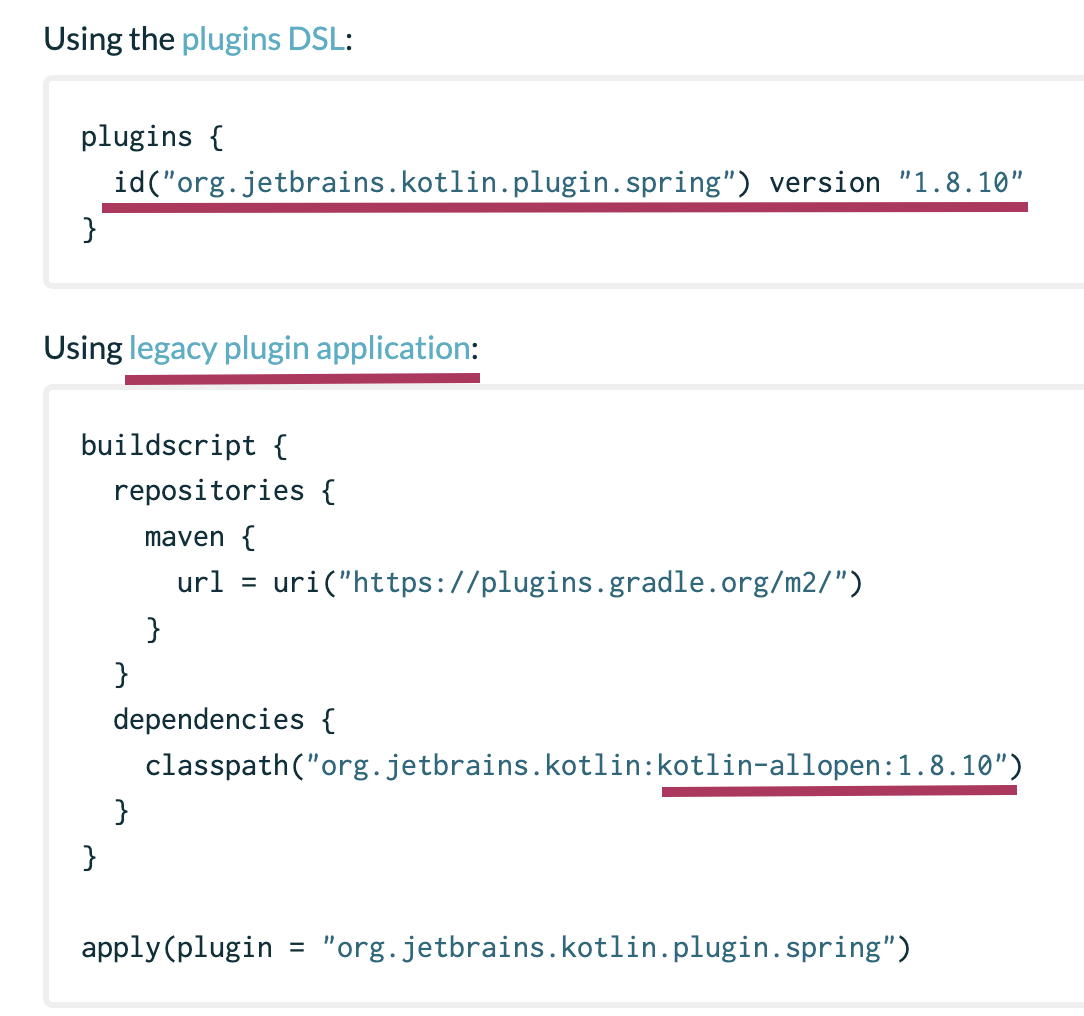 Using the plugins DSL:
plugins {
  id("org.jetbrains.kotlin.plugin.spring") version "1.8.10"
}
Using legacy plugin application:
buildscript {
  repositories {
    maven {
      url = uri("https://plugins.gradle.org/m2/")
    }
  }
  dependencies {
    classpath("org.jetbrains.kotlin:kotlin-allopen:1.8.10")
  }
}
apply(plugin = "org.jetbrains.kotlin.plugin.spring")